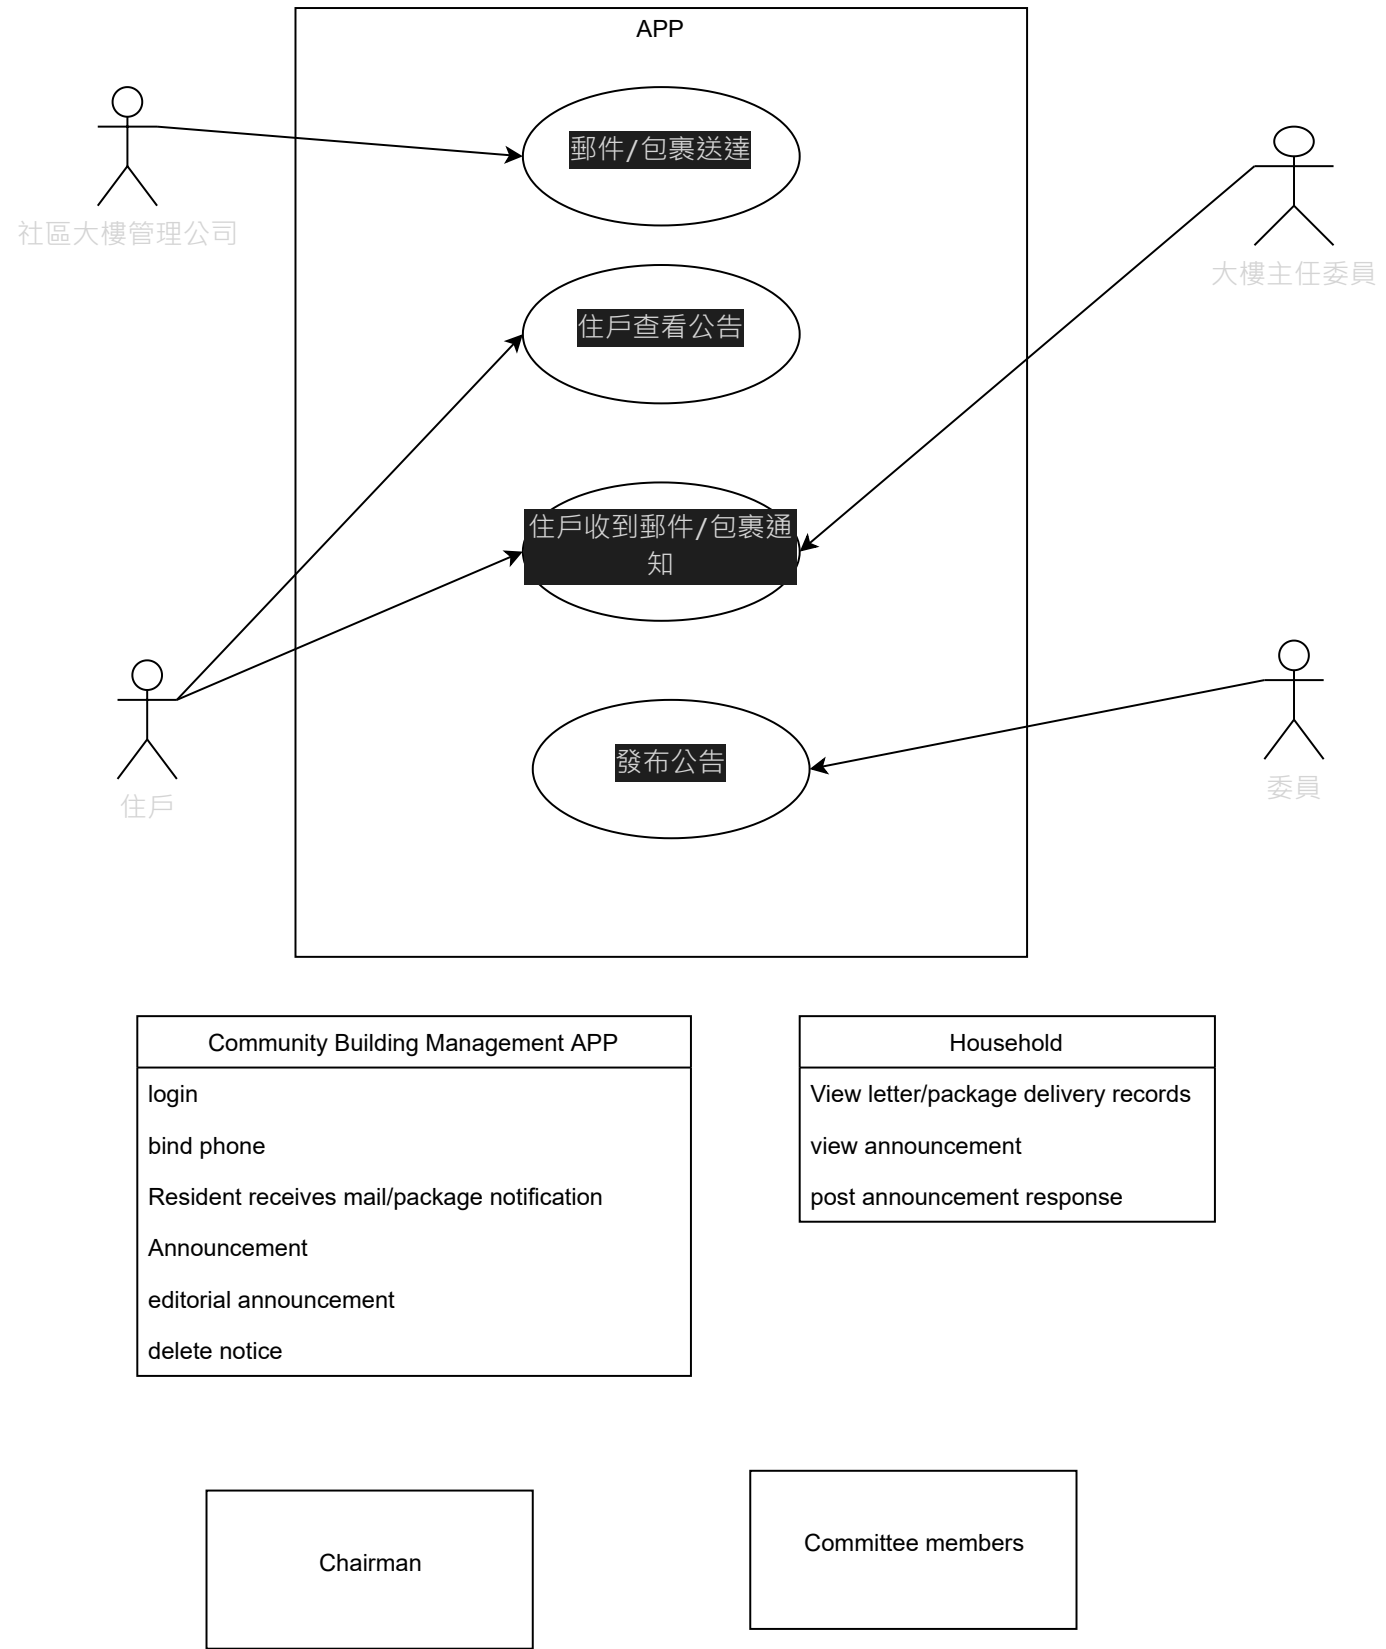 APP
郵件/包裹送達
社區大樓管理公司
大樓主任委員
住戶查看公告
住戶收到郵件/包裹通
知
發布公告
住戶
委員
Community Building Management APP
login
bind phone
Resident receives mail/package notification
Announcement
editorial announcement
delete notice
Household
View letter/package delivery records
view announcement
post announcement response
Chairman
Committee members